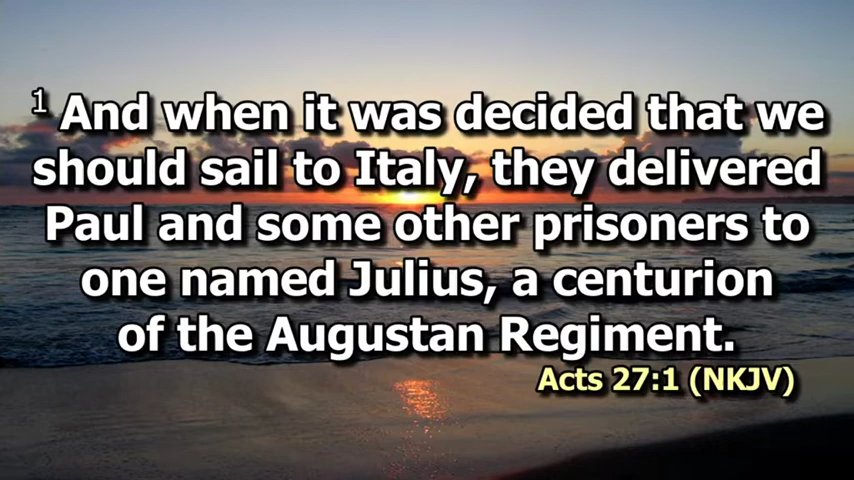 1 And when it was decided that we
should sail to Italy, they delivered
Paul and some other prisoners to
one named Julius, a centurion
of the Augustan Regiment.
Acts 27:1 (NKJV)